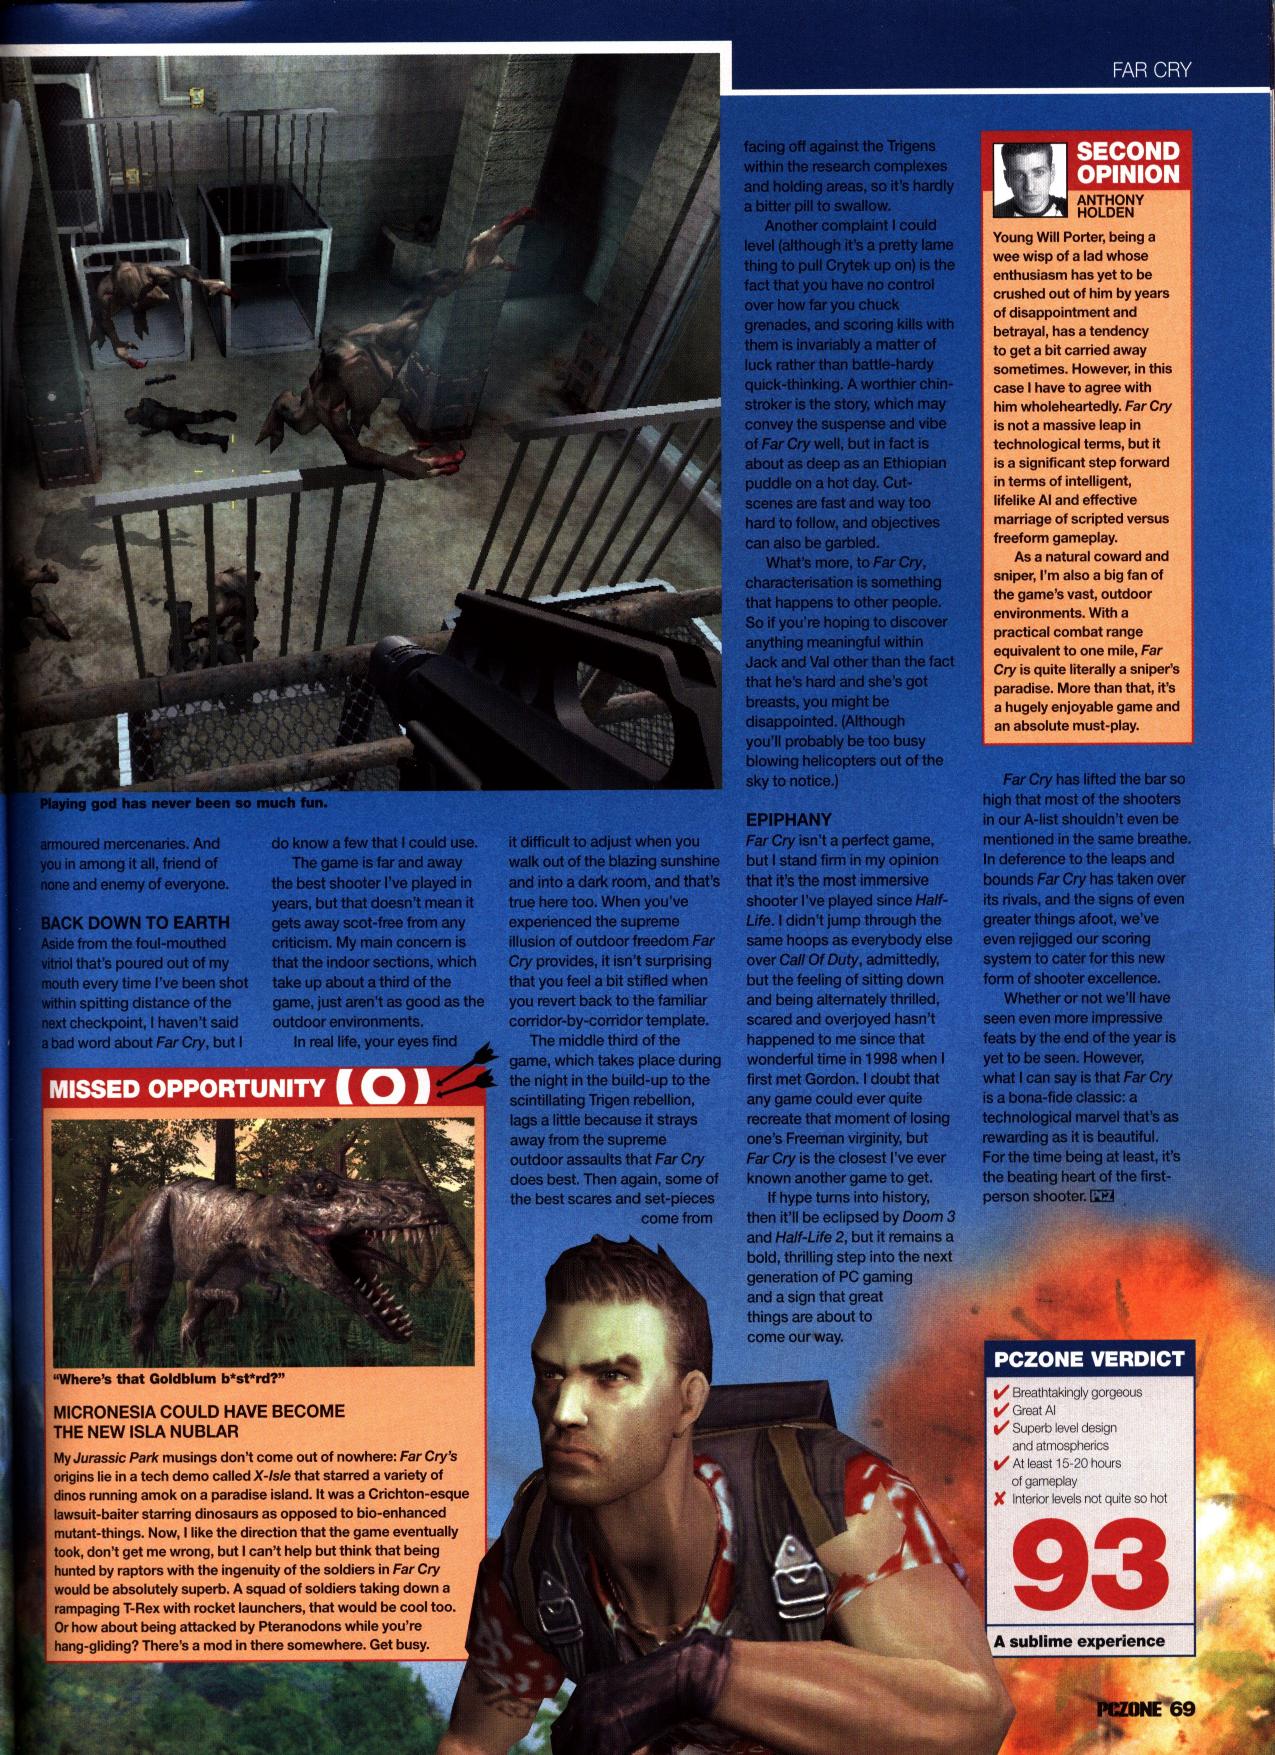 FAR CRY
Playing god has never been so much fun.
armoured mercenaries. And
you in among it all, friend of
none and enemy of everyone.
BACK DOWN TO EARTH
Aside from the foul-mouthed
vitriol that's poured out of my
mouth every time I've been shot
within spitting distance of the
next checkpoint, I haven't said
a bad word about Far Cry, but I
do know a few that I could use.
The game is far and away
the best shooter I've played in
years, but that doesn't mean it
gets away scot-free from any
criticism. My main concern is
that the indoor sections, which
take up about a third of the
game, just aren't as good as the
outdoor environments.
In real life, your eyes find
it difficult to adjust when you
walk out of the blazing sunshine
and into a dark room, and that's
true here too. When you've
experienced the supreme
illusion of outdoor freedom Far
Cry provides, it isn't surprising
that you feel a bit stifled when
you revert back to the familiar
corridor-by-corridor template.
The middle third of the
game, which takes place during
the night in the build-up to the
scintillating Trigen rebellion,
lags a little because it strays
away from the supreme
outdoor assaults that Far Cry
does best. Then again, some of
the best scares and set-pieces
come from
facing off against the Trigens
within the research complexes
and holding areas, so it's hardly
a bitter pill to swallow.
Another complaint I could
level (although it's a pretty lame
thing to pull Crytek up on) is the
fact that you have no control
over how far you chuck
grenades, and scoring kills with
them is invariably a matter of
luck rather than battle-hardy
quick-thinking. A worthier chin-
stroker is the story, which may
convey the suspense and vibe
of Far Cry well, but in fact is
about as deep as an Ethiopian
puddle on a hot day. Cut-
scenes are fast and way too
hard to follow, and objectives
can also be garbled.
What's more, to Far Cry,
characterisation is something
that happens to other people.
So if you're hoping to discover
anything meaningful within
Jack and Val other than the fact
that he's hard and she's got
breasts, you might be
disappointed. (Although
you'll probably be too busy
blowing helicopters out of the
sky to notice.)
EPIPHANY
Far Cry isn't a perfect game,
but I stand firm in my opinion
that it's the most immersive
shooter I've played since Half-
Life. I didn't jump through the
same hoops as everybody else
over Call Of Duty, admittedly,
but the feeling of sitting down
and being alternately thrilled,
scared and overjoyed hasn't
happened to me since that
wonderful time in 1998 when I
first met Gordon. I doubt that
any game could ever quite
recreate that moment of losing
one's Freeman virginity, but
Far Cry is the closest I've ever
known another game to get.
If hype turns into history,
then it'll be eclipsed by Doom 3
and Half-Life 2, but it remains a
bold, thrilling step into the next
generation of PC gaming
and a sign that great
things are about to
come our way.
Far Cry has lifted the bar so
high that most of the shooters
in our A-list shouldn't even be
mentioned in the same breathe.
In deference to the leaps and
bounds Far Cry has taken over
its rivals, and the signs of even
greater things afoot, we've
even rejigged our scoring
system to cater for this new
form of shooter excellence.
Whether or not we'll have
seen even more impressive
feats by the end of the year is
yet to be seen. However,
what I can say is that Far Cry
is a bona-fide classic: a
technological marvel that's as
rewarding as it is beautiful.
For the time being at least, it's
the beating heart of the first-
person shooter. PCZ
SECOND
OPINION
ANTHONY
HOLDEN
Young Will Porter, being a
wee wisp of a lad whose
enthusiasm has yet to be
crushed out of him by years
of disappointment and
betrayal, has a tendency
to get a bit carried away
sometimes. However, in this
case I have to agree with
him wholeheartedly. Far Cry
is not a massive leap in
technological terms, but it
is a significant step forward
in terms of intelligent,
lifelike AI and effective
marriage of scripted versus
freeform gameplay.
As a natural coward and
sniper, I'm also a big fan of
the game's vast, outdoor
environments. With a
practical combat range
equivalent to one mile, Far
Cry is quite literally a sniper's
paradise. More than that, it's
a hugely enjoyable game and
an absolute must-play.
MISSED OPPORTUNITY
"Where's that Goldblum b*st*rd?"
MICRONESIA COULD HAVE BECOME
THE NEW ISLA NUBLAR
My Jurassic Park musings don't come out of nowhere: Far Cry's
origins lie in a tech demo called X-Isle that starred a variety of
dinos running amok on a paradise island. It was a Crichton-esque
lawsuit-baiter starring dinosaurs as opposed to bio-enhanced
mutant-things. Now, I like the direction that the game eventually
took, don't get me wrong, but I can't help but think that being
hunted by raptors with the ingenuity of the soldiers in Far Cry
would be absolutely superb. A squad of soldiers taking down a
rampaging T-Rex with rocket launchers, that would be cool too.
Or how about being attacked by Pteranodons while you're
hang-gliding? There's a mod in there somewhere. Get busy.
PCZONE VERDICT
✓ Breathtakingly gorgeous
✓ Great AI
✓ Superb level design
and atmospherics
✓ At least 15-20 hours
of gameplay
✗ Interior levels not quite so hot
93
A sublime experience
PCZONE 69